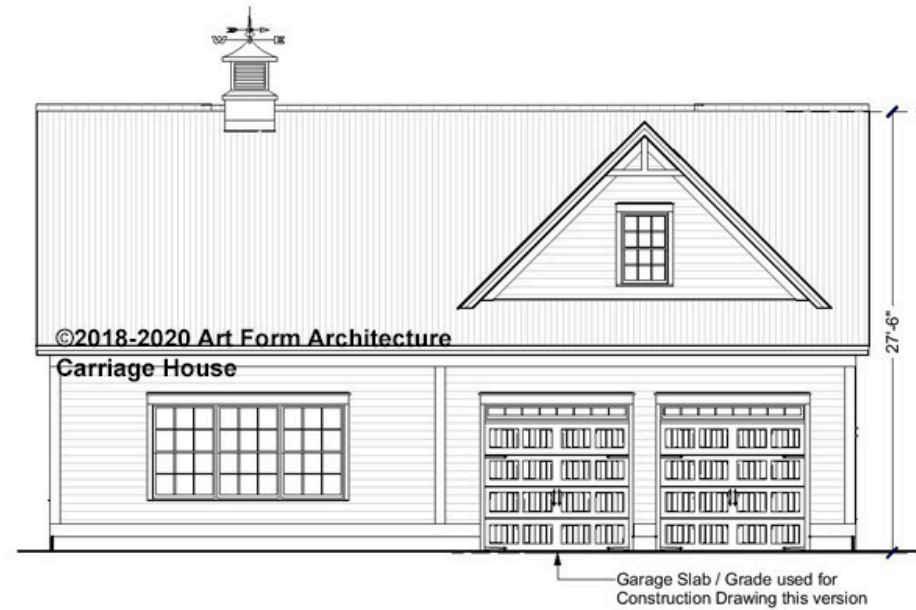 W E
©2018-2020 Art Form Architecture
Carriage House
27'-6"
Garage Slab / Grade used for
Construction Drawing this version